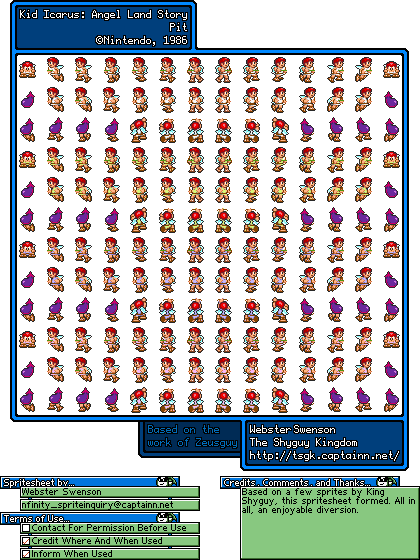 Kid Icarus: Angel Land Story
Pit
©Nintendo, 1986
Based on the
work of Zeusguy
Webster Swenson
The Shyguy Kingdom
http://tsgk.captainn.net/
Spritesheet by...
Webster Swenson
nfinity_spriteinquiry@captainn.net
Terms of Use...
Contact For Permission Before Use
Credit Where And When Used
Inform When Used
Credits, Comments, and Thanks...
Based on a few sprites by King
Shyguy, this spritesheet formed. All in
all, an enjoyable diversion.